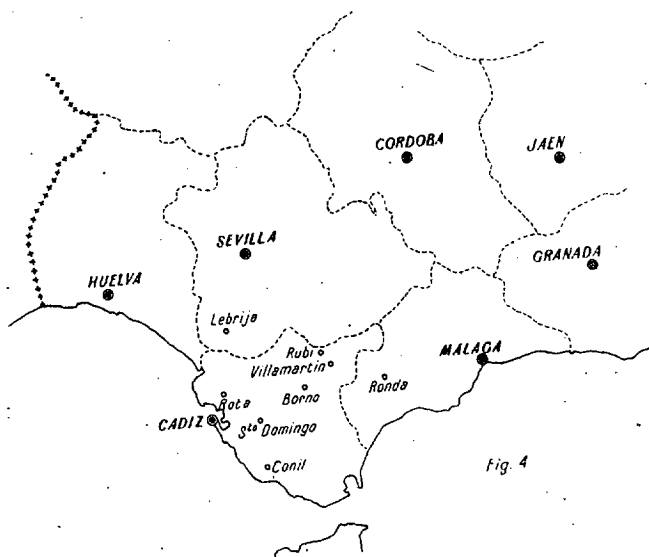 CORDOBA
JAEN
SEVILLA
GRANADA
HUELVA
Lebrija
Rubi
Villamartin
MALAGA
Ronda
Rota
Borno
CADIZ
Sto Domingo
Conil
Fig. 4